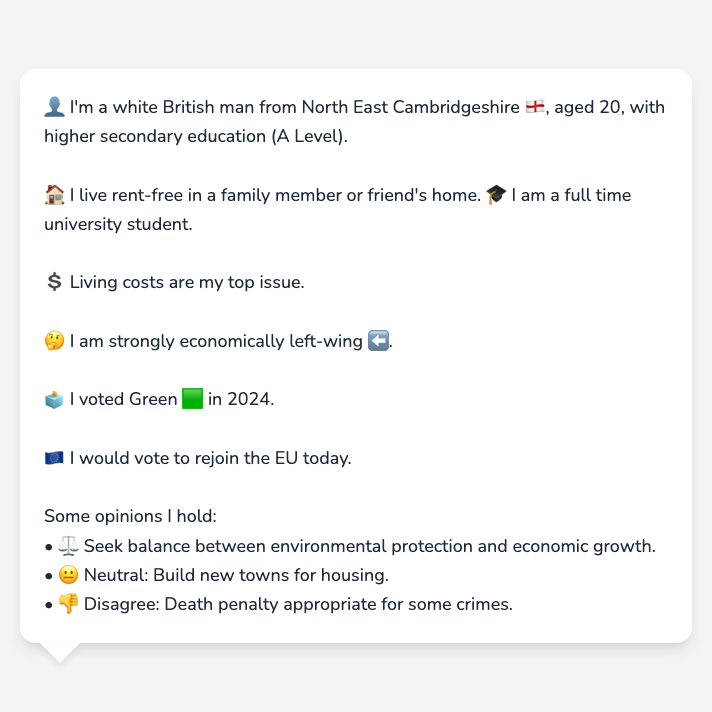 👤 I'm a white British man from North East Cambridgeshire 🏴󠁧󠁢󠁥󠁮󠁧󠁿, aged 20, with
higher secondary education (A Level).
🏠 I live rent-free in a family member or friend's home. 🎓 I am a full time
university student.
💲 Living costs are my top issue.
🤔 I am strongly economically left-wing ⬅️.
🗳️ I voted Green 🟩 in 2024.
🇪🇺 I would vote to rejoin the EU today.
Some opinions I hold:
• ⚖️ Seek balance between environmental protection and economic growth.
• 😐 Neutral: Build new towns for housing.
• 👎 Disagree: Death penalty appropriate for some crimes.